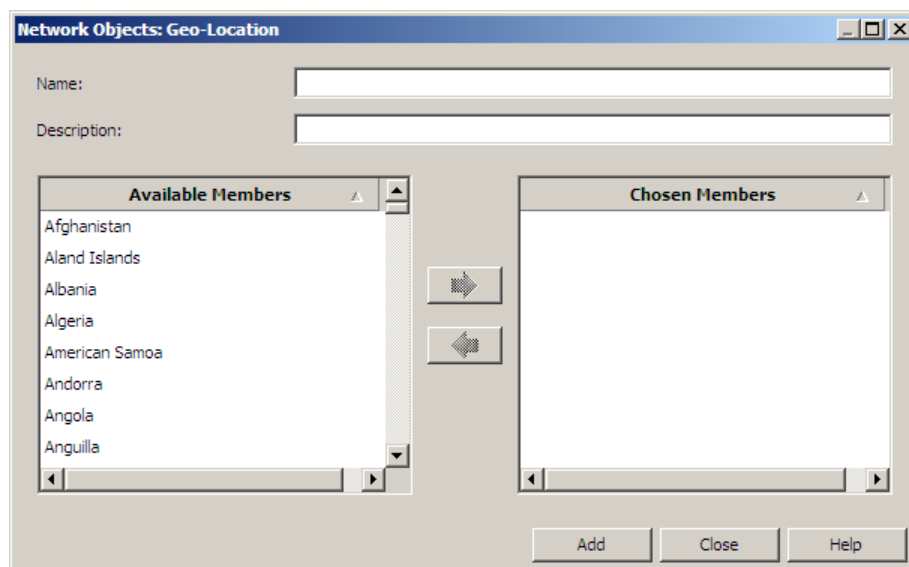 Network Objects: Geo-Location
Name:
Description:
Available Members
Chosen Members
Afghanistan
Aland Islands
Albania
Algeria
American Samoa
Andorra
Angola
Anguilla
Add Close Help